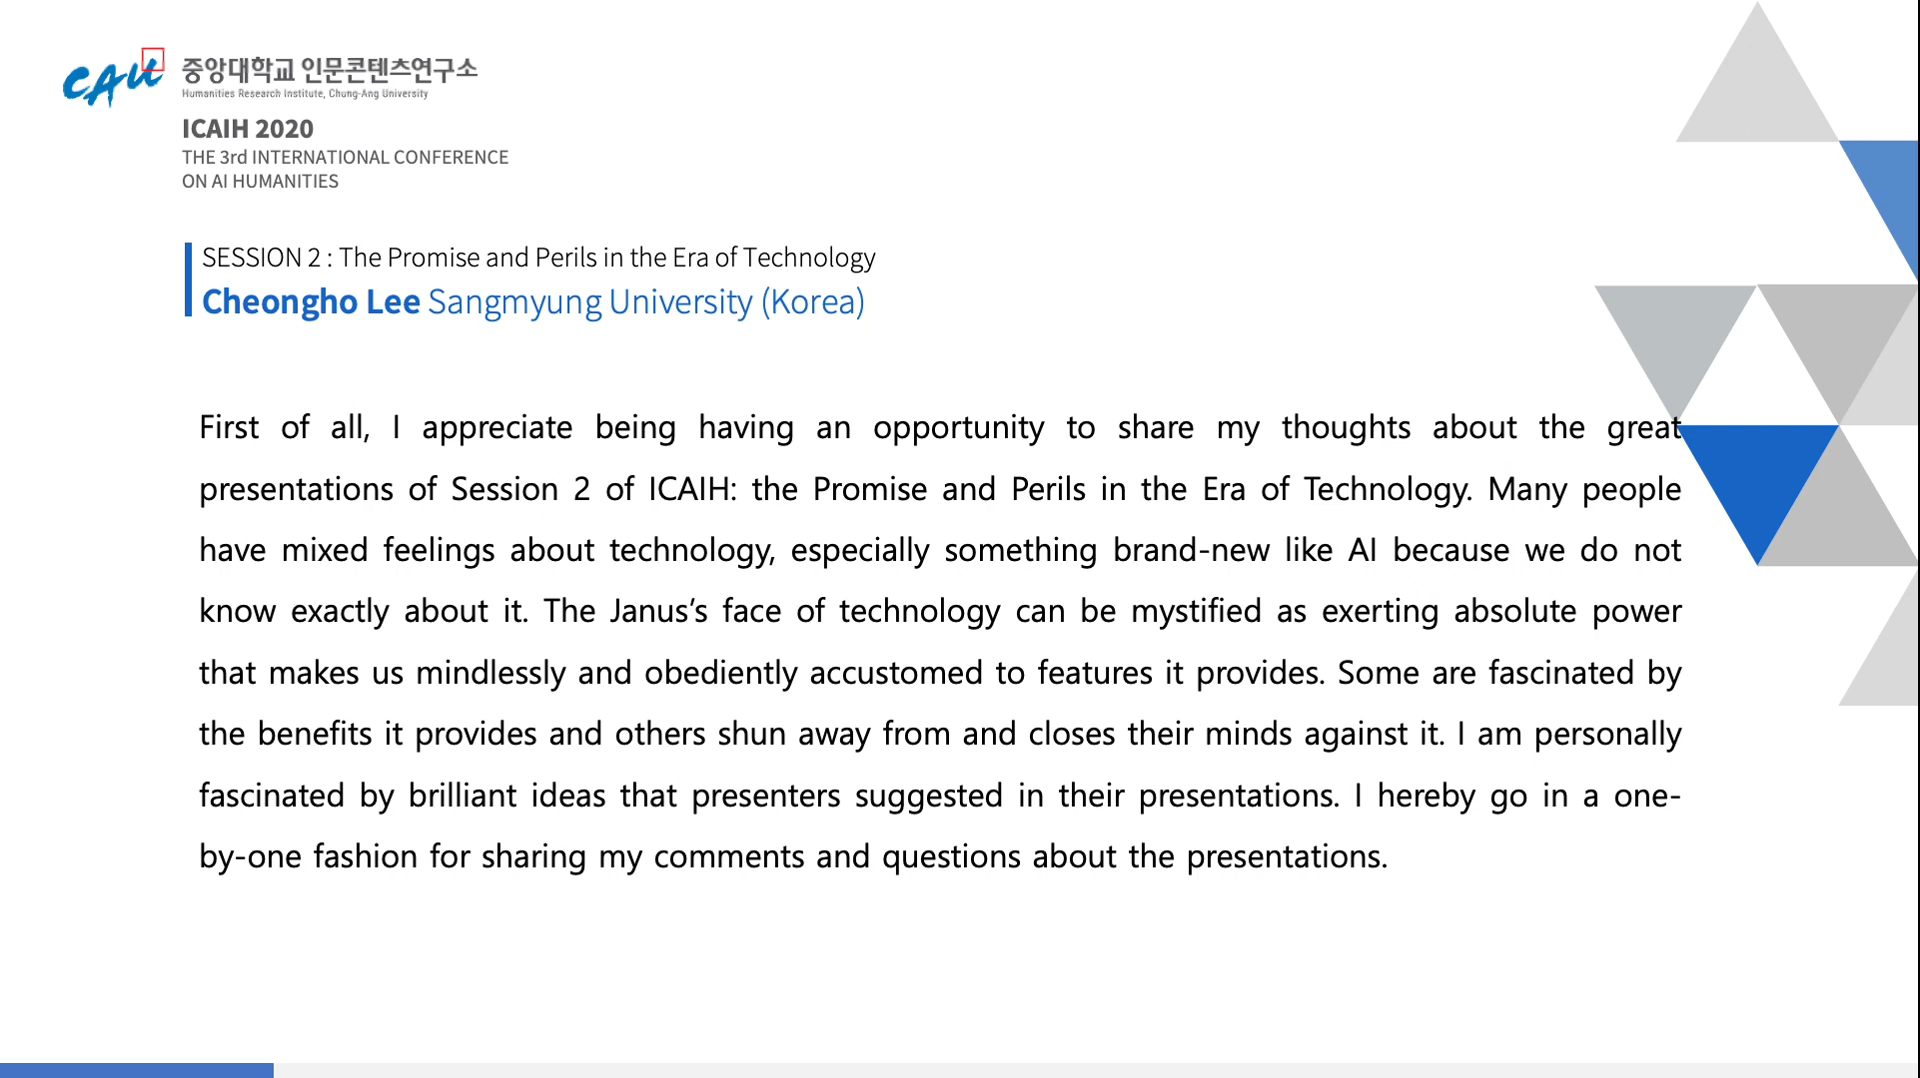 CAU 중앙대학교 인문콘텐츠연구소
Humanities Research Institute, Chung-Ang University
ICAIH 2020
THE 3rd INTERNATIONAL CONFERENCE
ON AI HUMANITIES
SESSION 2 : The Promise and Perils in the Era of Technology
Cheongho Lee Sangmyung University (Korea)
First of all, I appreciate being having an opportunity to share my thoughts about the great
presentations of Session 2 of ICAIH: the Promise and Perils in the Era of Technology. Many people
have mixed feelings about technology, especially something brand-new like AI because we do not
know exactly about it. The Janus’s face of technology can be mystified as exerting absolute power
that makes us mindlessly and obediently accustomed to features it provides. Some are fascinated by
the benefits it provides and others shun away from and closes their minds against it. I am personally
fascinated by brilliant ideas that presenters suggested in their presentations. I hereby go in a one-
by-one fashion for sharing my comments and questions about the presentations.